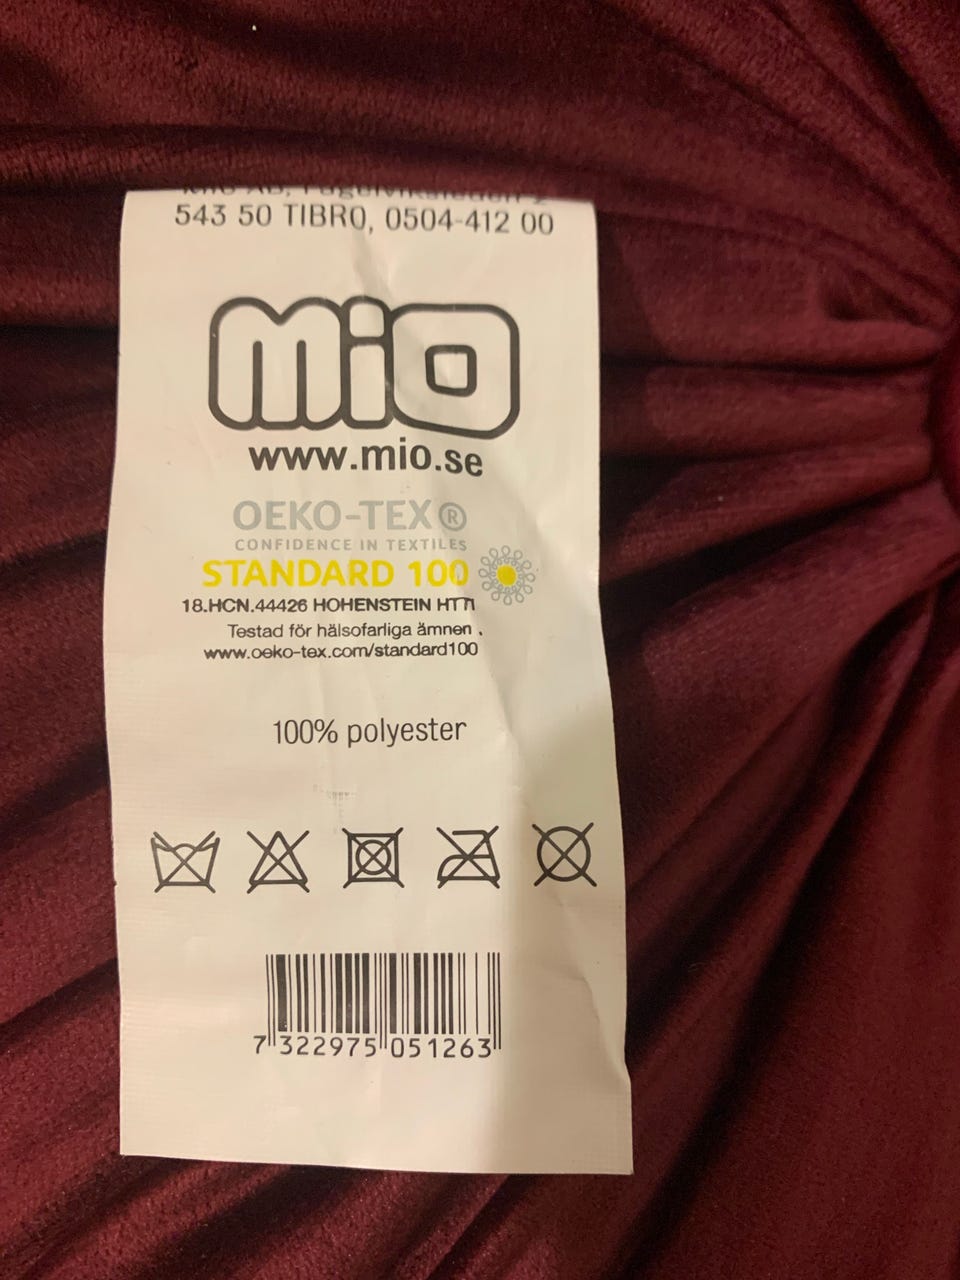 543 50 TIBRO, 0504-412 00
mio
www.mio.se
OEKO-TEX®
CONFIDENCE IN TEXTILES
STANDARD 100
18.HCN.44426 HOHENSTEIN HTTI
Testad för hälsofarliga ämnen .
www.oeko-tex.com/standard100
100% polyester
7 322975 051263